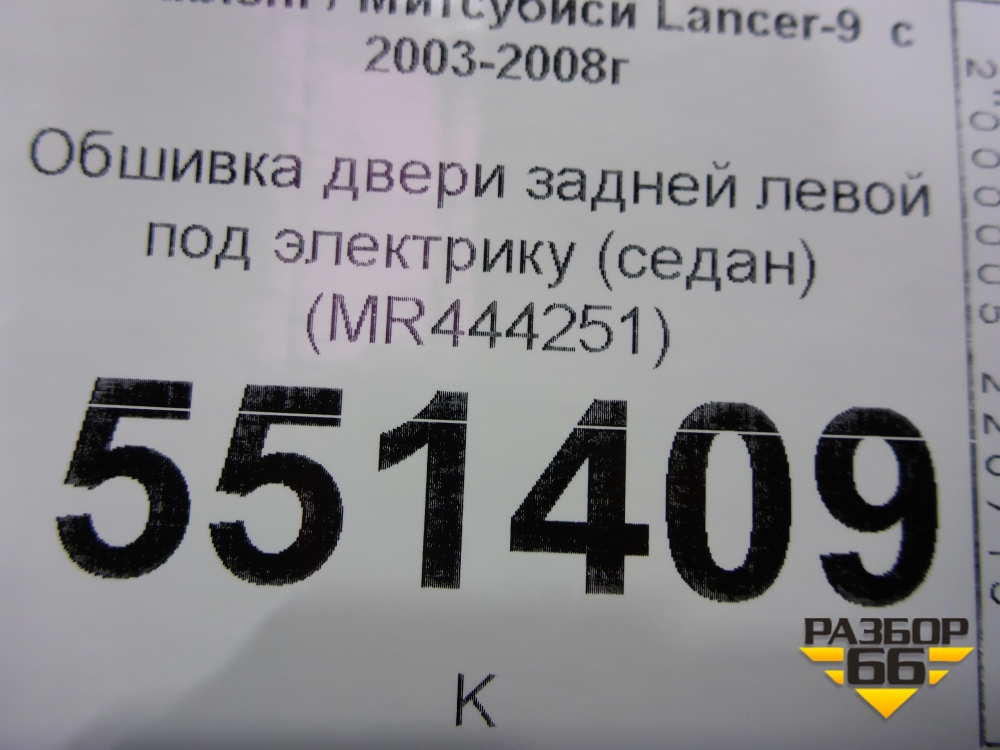 / Митсубиси Lancer-9 с
2003-2008г
Обшивка двери задней левой
под электрику (седан)
(MR444251)
551409
К
РАЗБОР
66